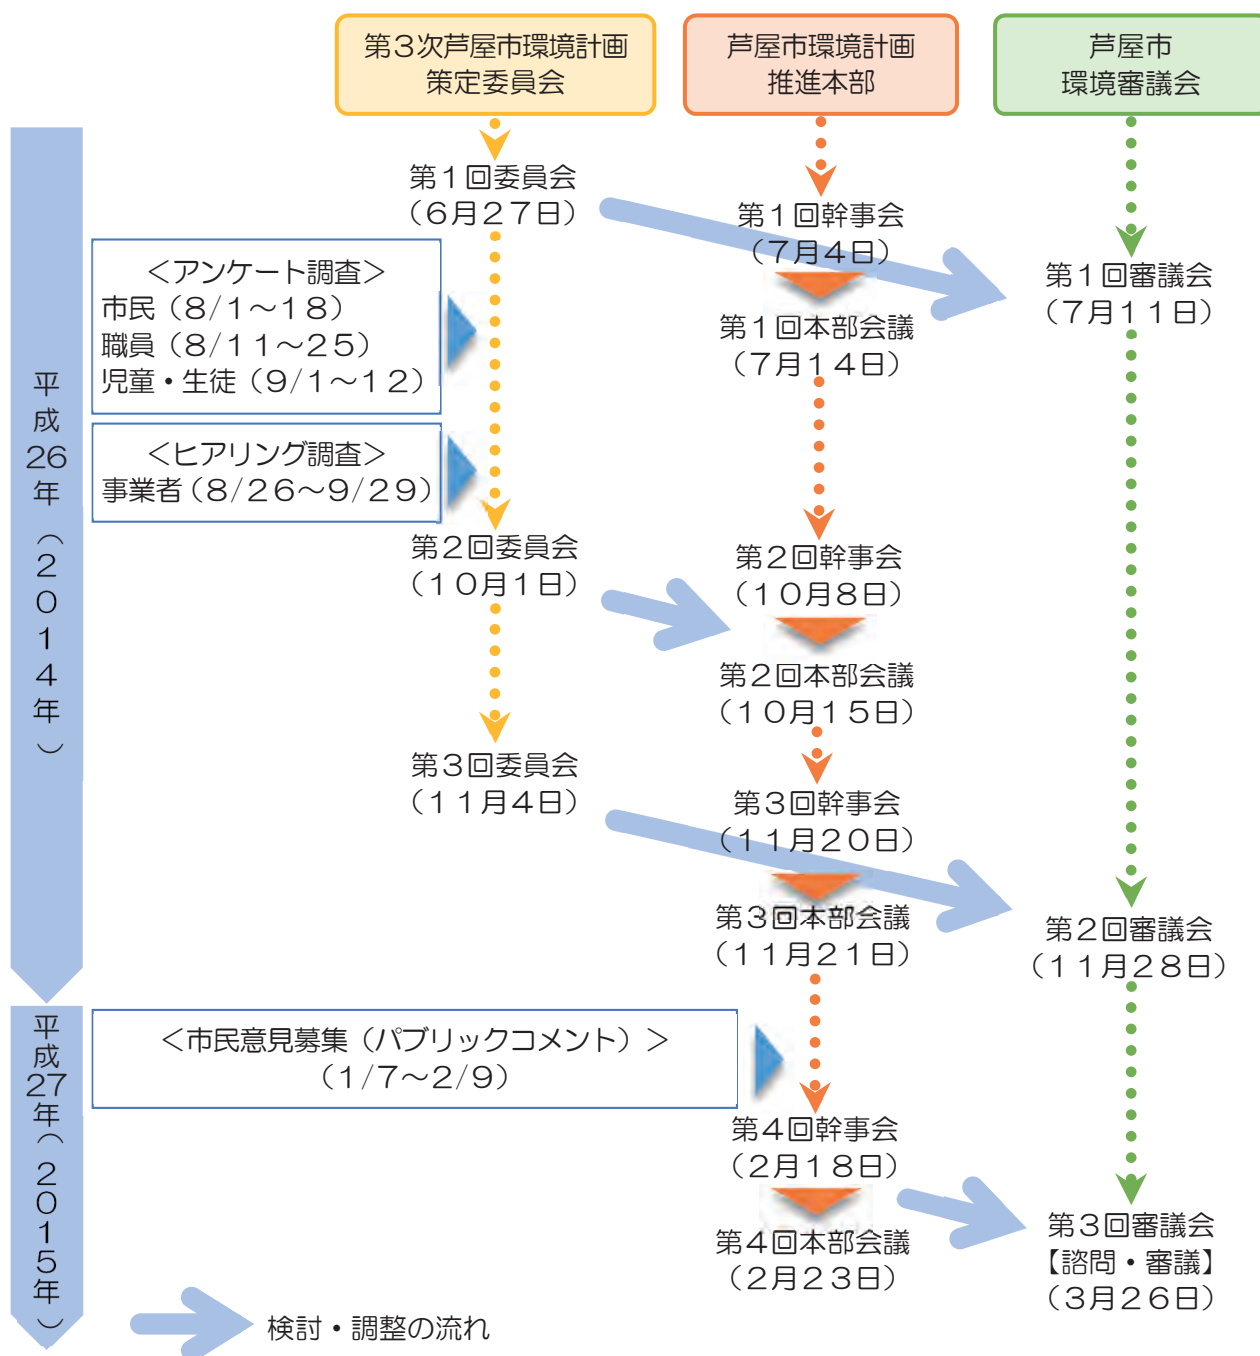 第３次芦屋市環境計画
策定委員会
芦屋市環境計画
推進本部
芦屋市
環境審議会
平成26年（２０１４年）
第１回委員会
（６月２７日）
＜アンケート調査＞
市民（８/１～１８）
職員（８/１１～２５）
児童・生徒（９/１～１２）
＜ヒアリング調査＞
事業者（８/２６～９/２９）
第２回委員会
（１０月１日）
第３回委員会
（１１月４日）
第１回幹事会
（７月４日）
第１回本部会議
（７月１４日）
第２回幹事会
（１０月８日）
第２回本部会議
（１０月１５日）
第３回幹事会
（１１月２０日）
第３回本部会議
（１１月２１日）
第１回審議会
（７月１１日）
第２回審議会
（１１月２８日）
平成27年（２０１５年）
＜市民意見募集（パブリックコメント）＞
（１/７～２/９）
第４回幹事会
（２月１８日）
第４回本部会議
（２月２３日）
第３回審議会
【諮問・審議】
（３月２６日）
検討・調整の流れ